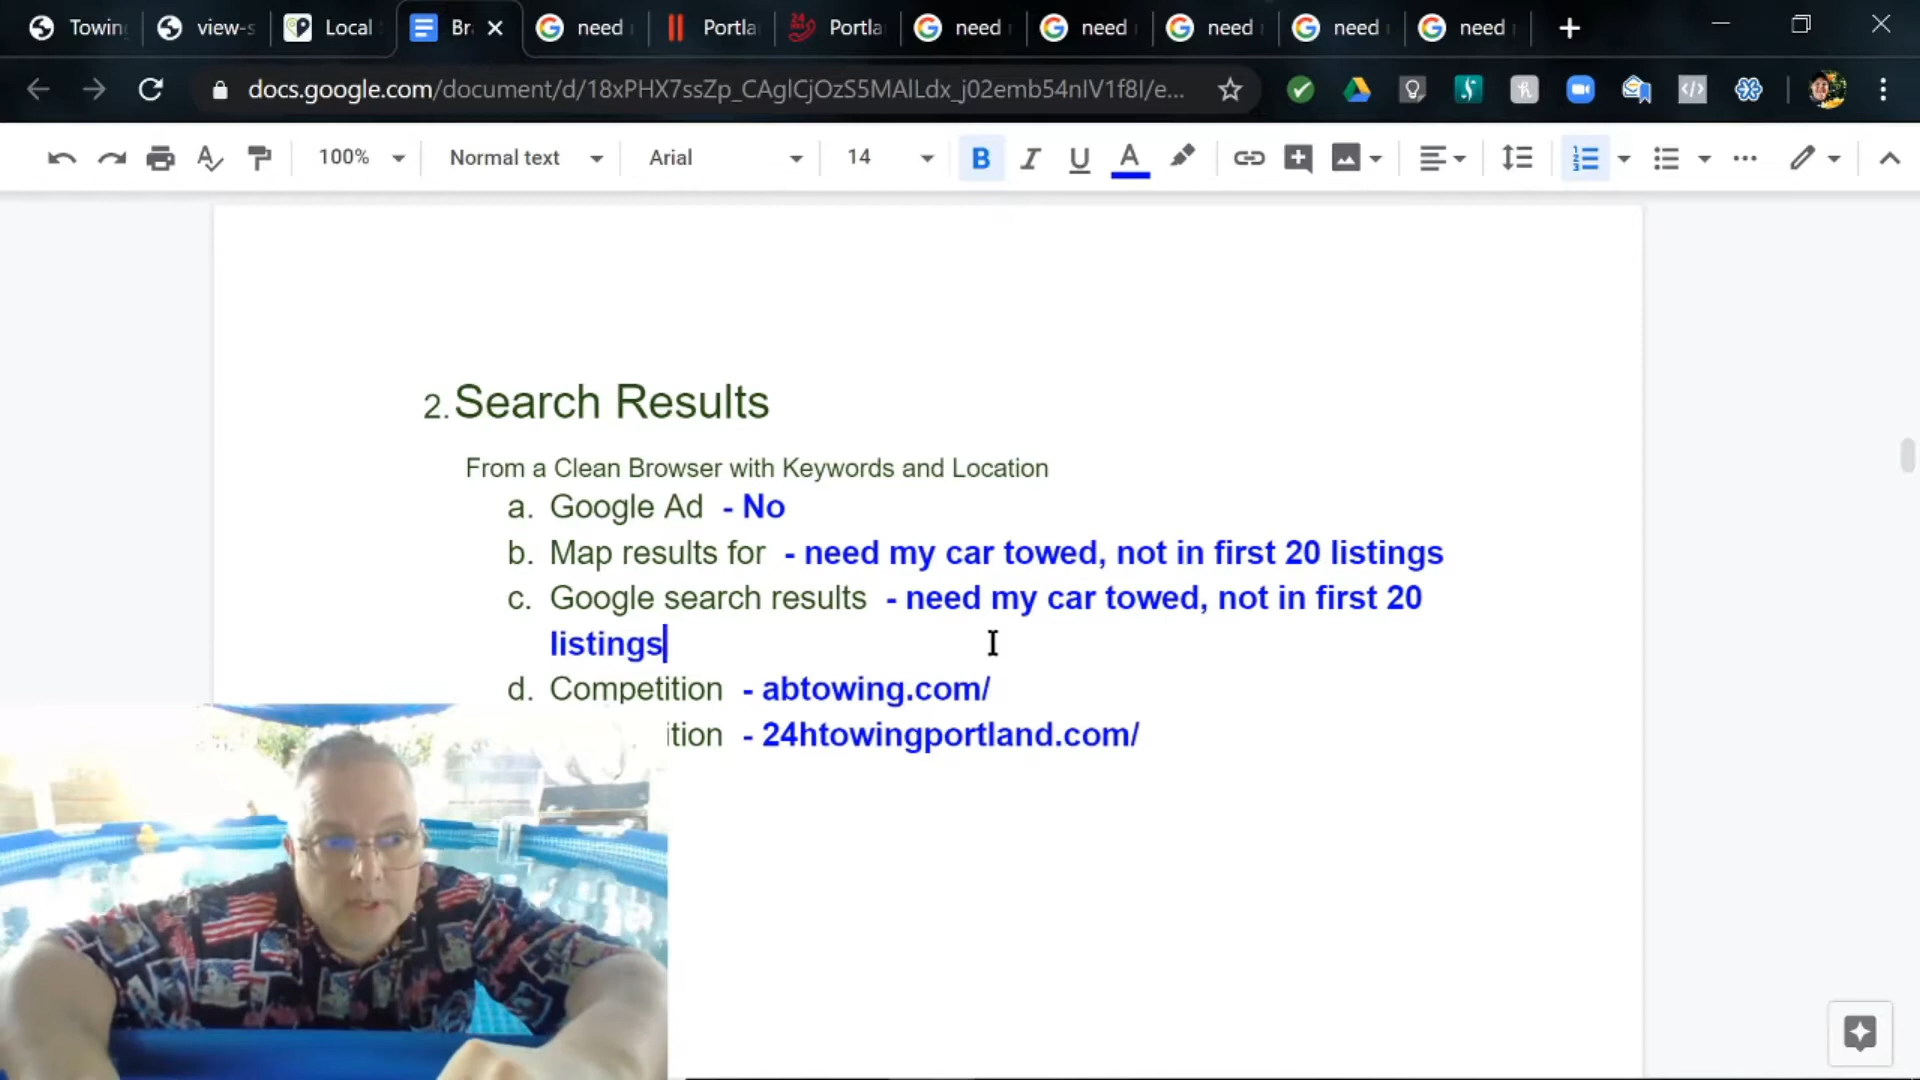 Towin
view-s
Local
Br
need
Portla
Portla
need
need
need
need
need
docs.google.com/document/d/18xPHX7ssZp_CAglCjOzS5MAlLdx_j02emb54nIV1f8I/e...
100%
Normal text
Arial
14
B I U A
2. Search Results
From a Clean Browser with Keywords and Location
a. Google Ad - No
b. Map results for - need my car towed, not in first 20 listings
c. Google search results - need my car towed, not in first 20
listings
d. Competition - abtowing.com/
ition - 24htowingportland.com/